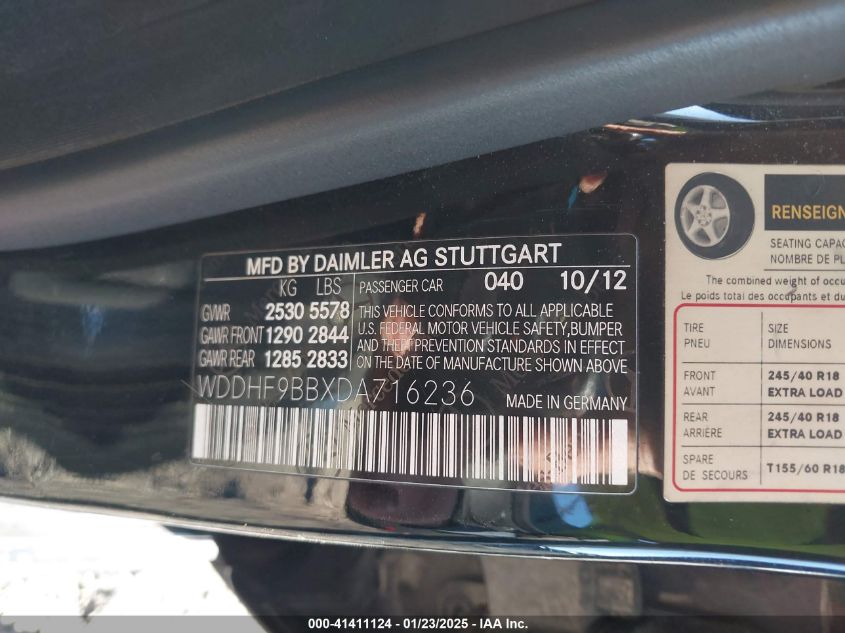 MFD BY DAIMLER AG STUTTGART
KG LBS PASSENGER CAR 040 10/12
GVWR 2530 5578
GAWR FRONT 1290 2844
GAWR REAR 1285 2833
THIS VEHICLE CONFORMS TO ALL APPLICABLE
U.S. FEDERAL MOTOR VEHICLE SAFETY, BUMPER
AND THEFT PREVENTION STANDARDS IN EFFECT
ON THE DATE OF MANUFACTURE SHOWN ABOVE
WDDHF9BBXDA716236 MADE IN GERMANY
RENSEIGN
SEATING CAPA
NOMBRE DE PL
The combined weight of occu
Le poids total des occupants et du
TIRE SIZE
PNEU DIMENSIONS
FRONT 245/40 R18
AVANT EXTRA LOAD
REAR 245/40 R18
ARRIÈRE EXTRA LOAD
SPARE T155/60 R18
DE SECOURS
000-41411124 | 01/23/2025 | IAA Inc.